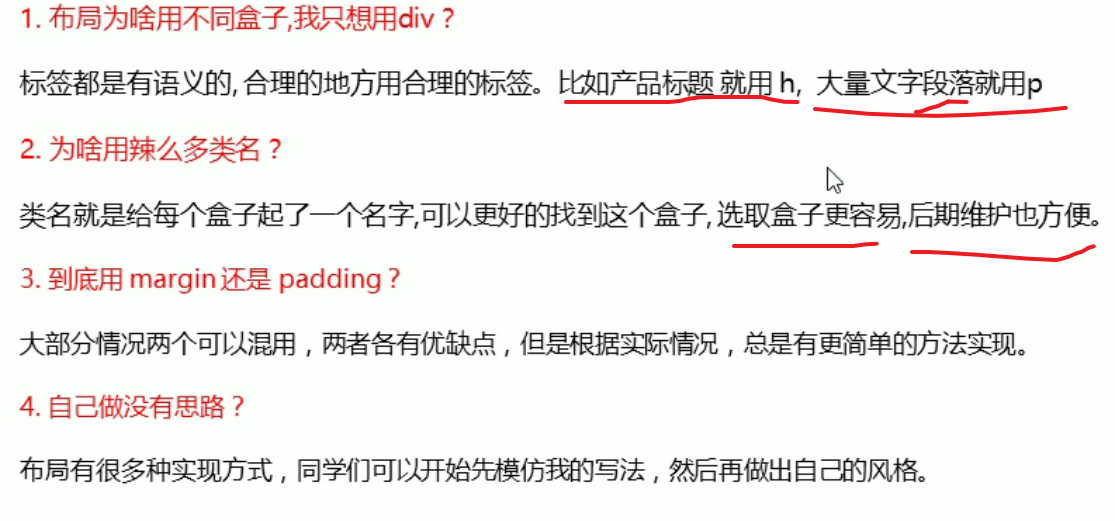 1. 布局为啥用不同盒子,我只想用div？
标签都是有语义的, 合理的地方用合理的标签。比如产品标题 就用 h, 大量文字段落就用p
2. 为啥用辣么多类名？
类名就是给每个盒子起了一个名字,可以更好的找到这个盒子, 选取盒子更容易,后期维护也方便。
3. 到底用 margin 还是 padding？
大部分情况两个可以混用，两者各有优缺点，但是根据实际情况，总是有更简单的方法实现。
4. 自己做没有思路？
布局有很多种实现方式，同学们可以开始先模仿我的写法，然后再做出自己的风格。